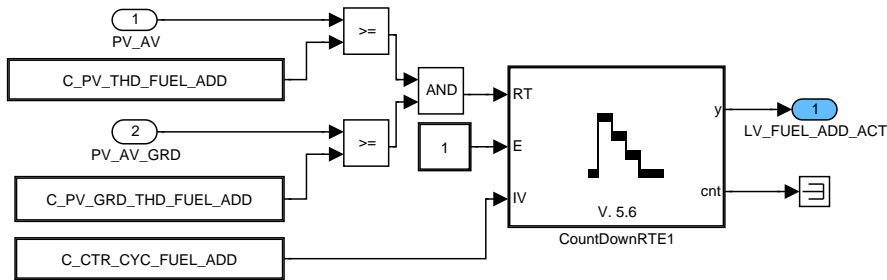 1
PV_AV
>=
C_PV_THD_FUEL_ADD
AND
2
PV_AV_GRD
>=
C_PV_GRD_THD_FUEL_ADD
1
C_CTR_CYC_FUEL_ADD
RT
E
IV
y
cnt
V. 5.6
CountDownRTE1
1
LV_FUEL_ADD_ACT